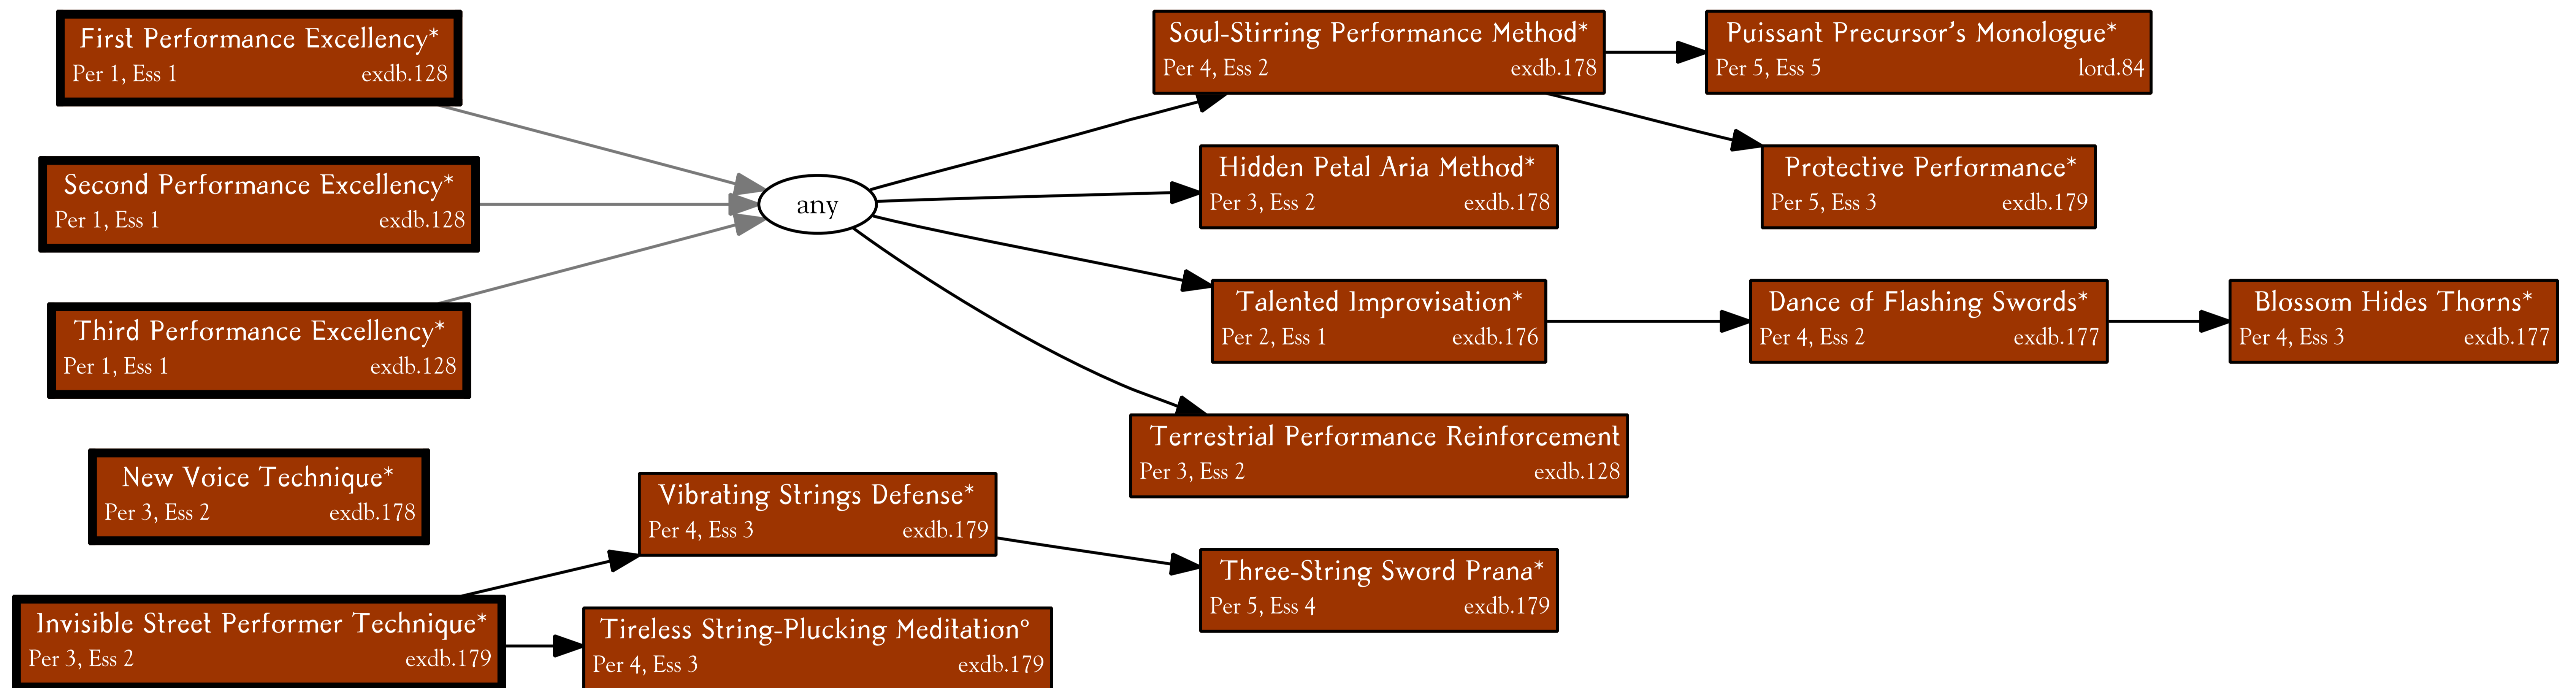 First Performance Excellency*
Per 1, Ess 1 exdb.128
Second Performance Excellency*
Per 1, Ess 1 exdb.128
Third Performance Excellency*
Per 1, Ess 1 exdb.128
New Voice Technique*
Per 3, Ess 2 exdb.178
Invisible Street Performer Technique*
Per 3, Ess 2 exdb.179
any
Vibrating Strings Defense*
Per 4, Ess 3 exdb.179
Tireless String-Plucking Meditation°
Per 4, Ess 3 exdb.179
Soul-Stirring Performance Method*
Per 4, Ess 2 exdb.178
Hidden Petal Aria Method*
Per 3, Ess 2 exdb.178
Talented Improvisation*
Per 2, Ess 1 exdb.176
Terrestrial Performance Reinforcement
Per 3, Ess 2 exdb.128
Three-String Sword Prana*
Per 5, Ess 4 exdb.179
Puissant Precursor's Monologue*
Per 5, Ess 5 lord.84
Protective Performance*
Per 5, Ess 3 exdb.179
Dance of Flashing Swords*
Per 4, Ess 2 exdb.177
Blossom Hides Thorns*
Per 4, Ess 3 exdb.177